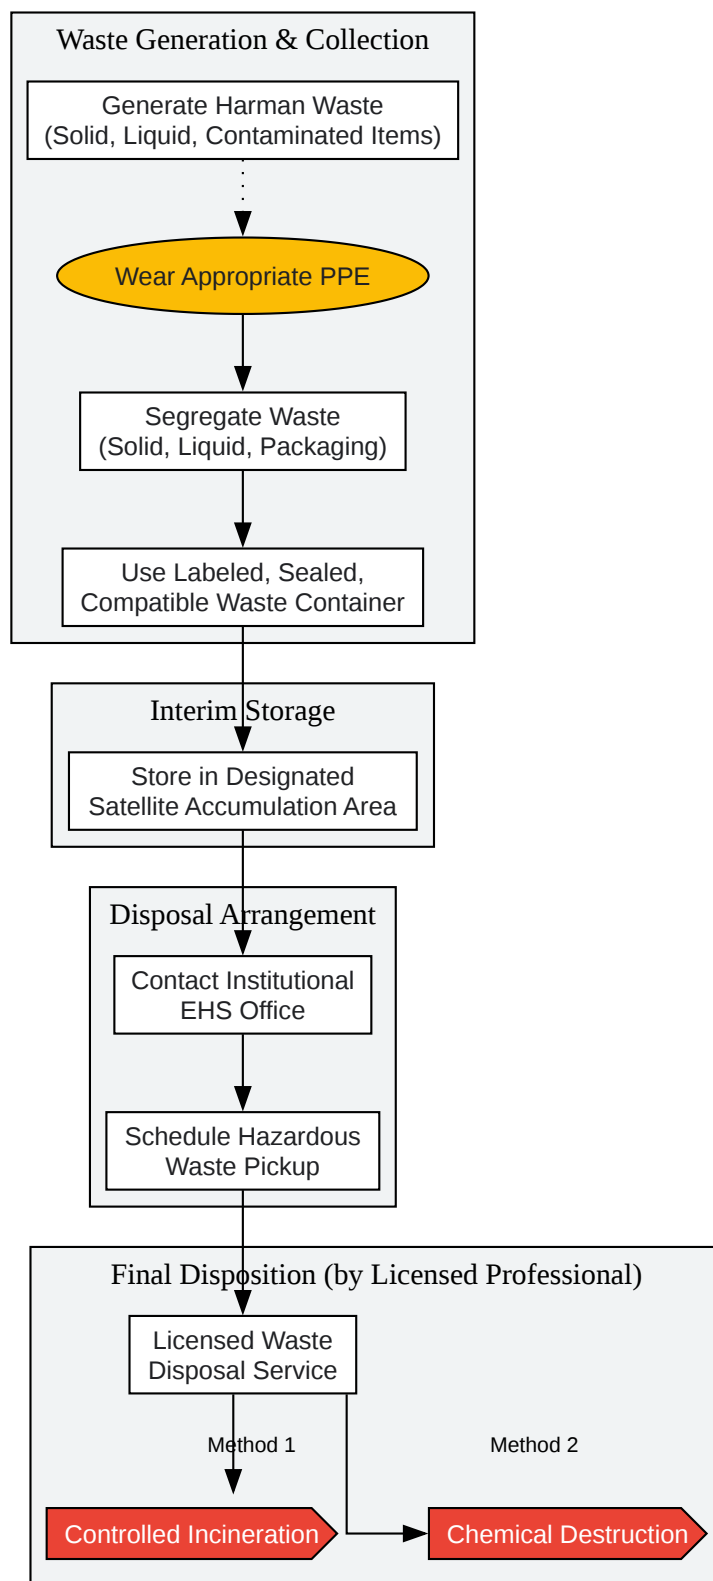 Waste Generation & Collection
Generate Harman Waste
(Solid, Liquid, Contaminated Items)
Wear Appropriate PPE
Segregate Waste
(Solid, Liquid, Packaging)
Use Labeled, Sealed,
Compatible Waste Container
Interim Storage
Store in Designated
Satellite Accumulation Area
Disposal Arrangement
Contact Institutional
EHS Office
Schedule Hazardous
Waste Pickup
Final Disposition (by Licensed Professional)
Licensed Waste
Disposal Service
Method 1
Method 2
Controlled Incineration
Chemical Destruction